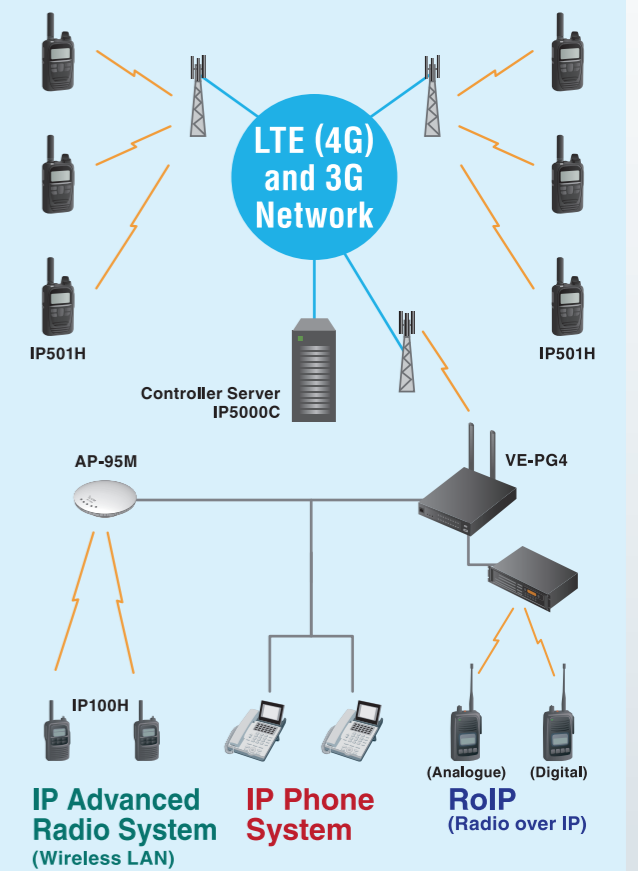 LTE (4G)
and 3G
Network
IP501H
IP501H
Controller Server
IP5000C
AP-95M
VE-PG4
IP100H
(Analogue)
(Digital)
IP Advanced
Radio System
(Wireless LAN)
IP Phone
System
RoIP
(Radio over IP)